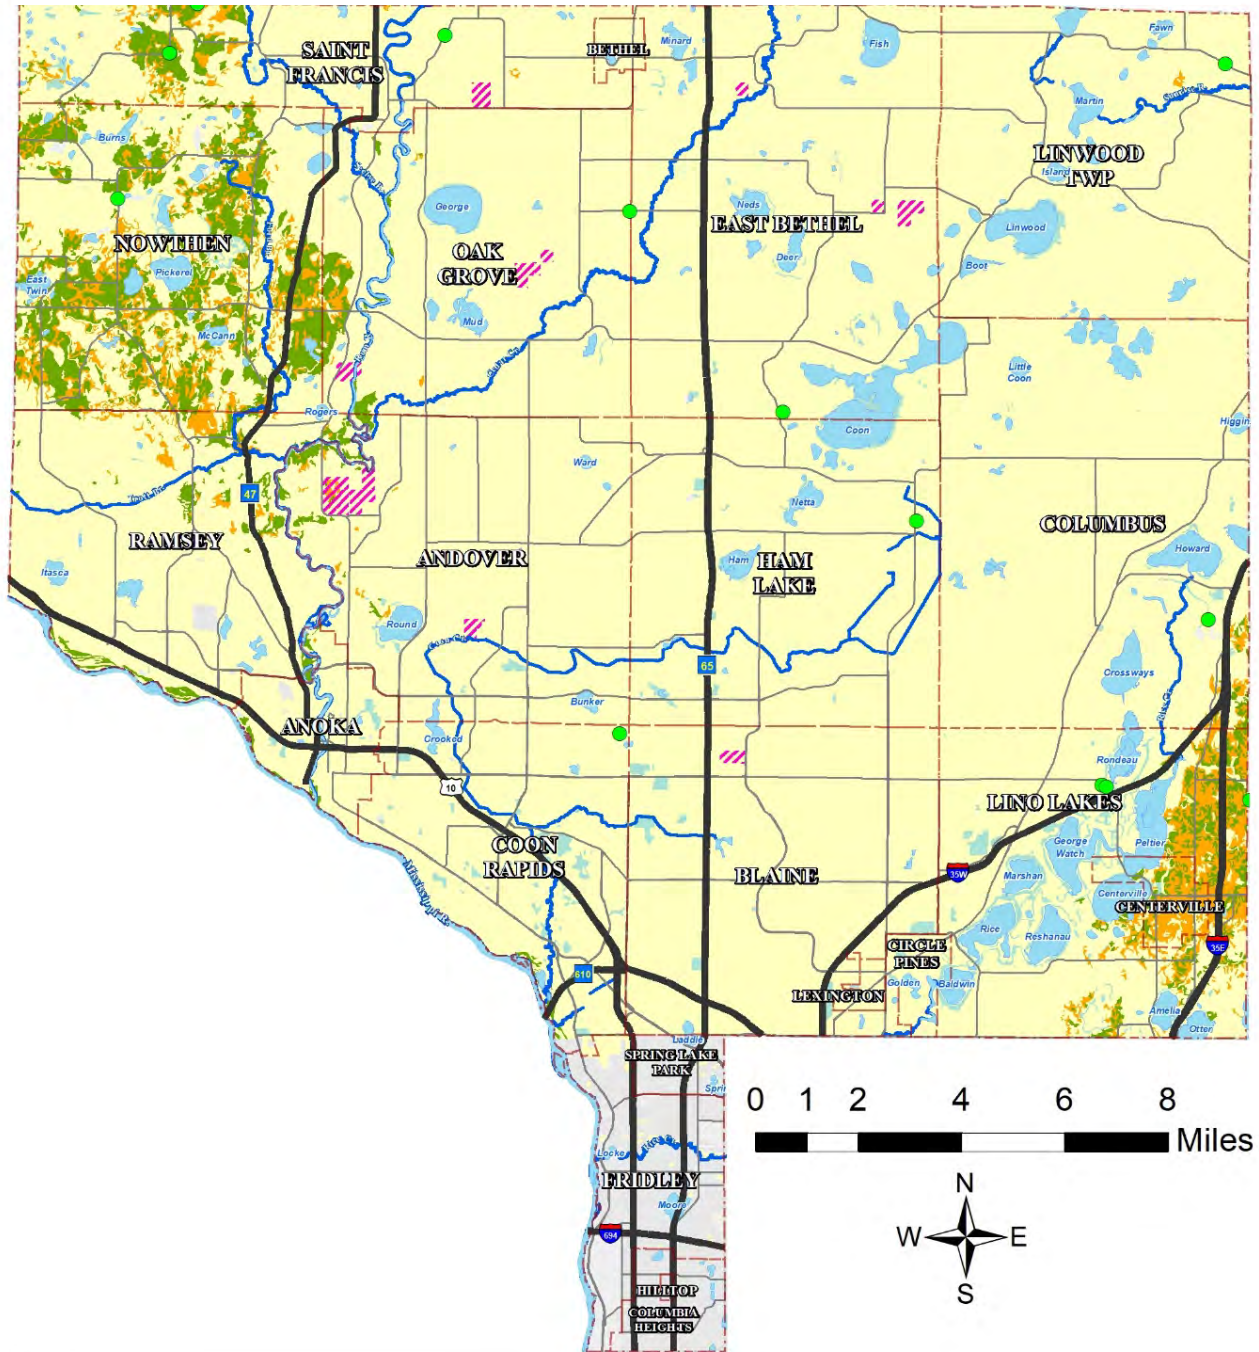 Fawn
Minard
Fish
SAINT
FRANCIS
BETHEL
Martin
Sunrise R.
Burns
LINWOOD
TWP
Island
George
Neds
NOWTHEN
EAST BETHEL
Linwood
OAK
GROVE
Deer
Boot
Pickerel
East
Twin
Mud
McCann
Little
Coon
Rogers
Coon
Higgin
Ward
47
Netta
COLUMBUS
RAMSEY
Howard
ANDOVER
Ham
HAM
LAKE
Itasca
Round
65
Crossways
Bunker
ANOKA
Crooked
Rondeau
10
LINO LAKES
COON
RAPIDS
George
Watch
Peltier
Mississippi R.
BLAINE
35W
Marshan
Centerville
CENTERVILLE
Rice
Reshanau
CIRCLE
PINES
35E
610
Golden
Baldwin
LEXINGTON
Amelia
Otter
Laddie
SPRING LAKE
PARK
Sprin
0 1 2 4 6 8
Miles
Locke
FRIDLEY
Moore
N
W E
S
694
HILLTOP
COLUMBIA
HEIGHTS